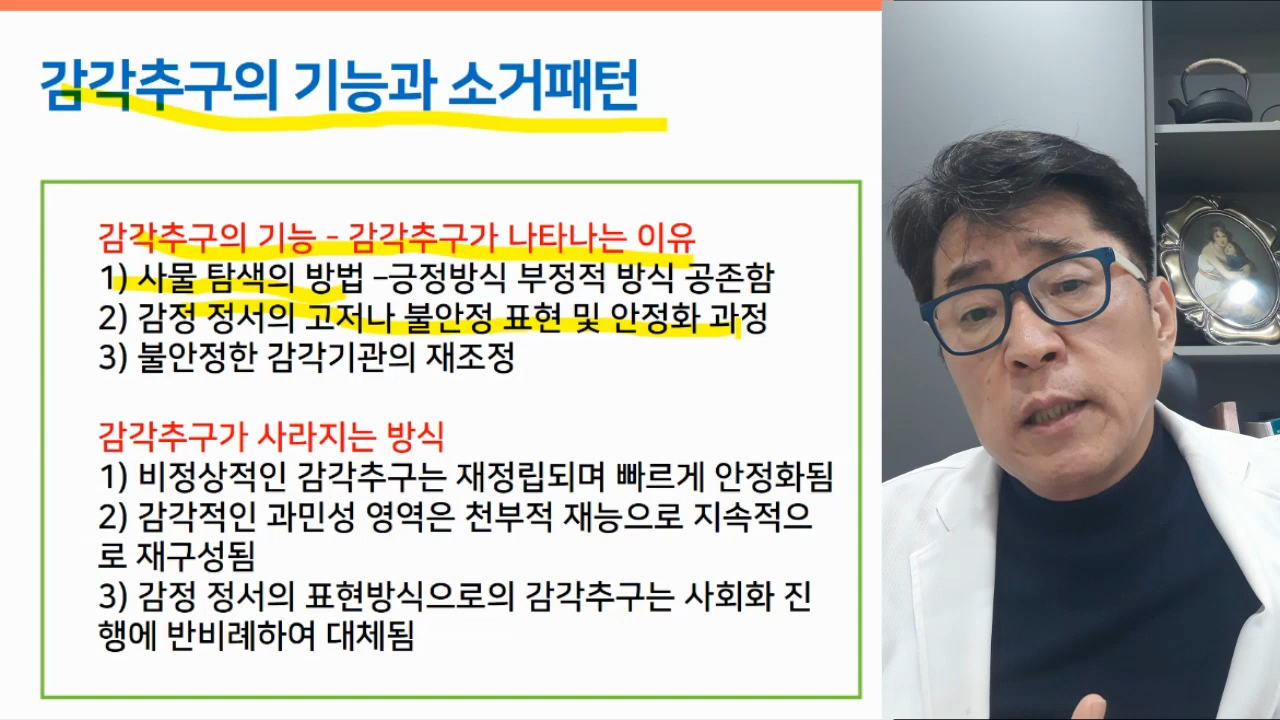 감각추구의 기능과 소거패턴
감각추구의 기능 - 감각추구가 나타나는 이유
1) 사물 탐색의 방법 –긍정방식 부정적 방식 공존함
2) 감정 정서의 고저나 불안정 표현 및 안정화 과정
3) 불안정한 감각기관의 재조정
감각추구가 사라지는 방식
1) 비정상적인 감각추구는 재정립되며 빠르게 안정화됨
2) 감각적인 과민성 영역은 천부적 재능으로 지속적으
로 재구성됨
3) 감정 정서의 표현방식으로의 감각추구는 사회화 진
행에 반비례하여 대체됨